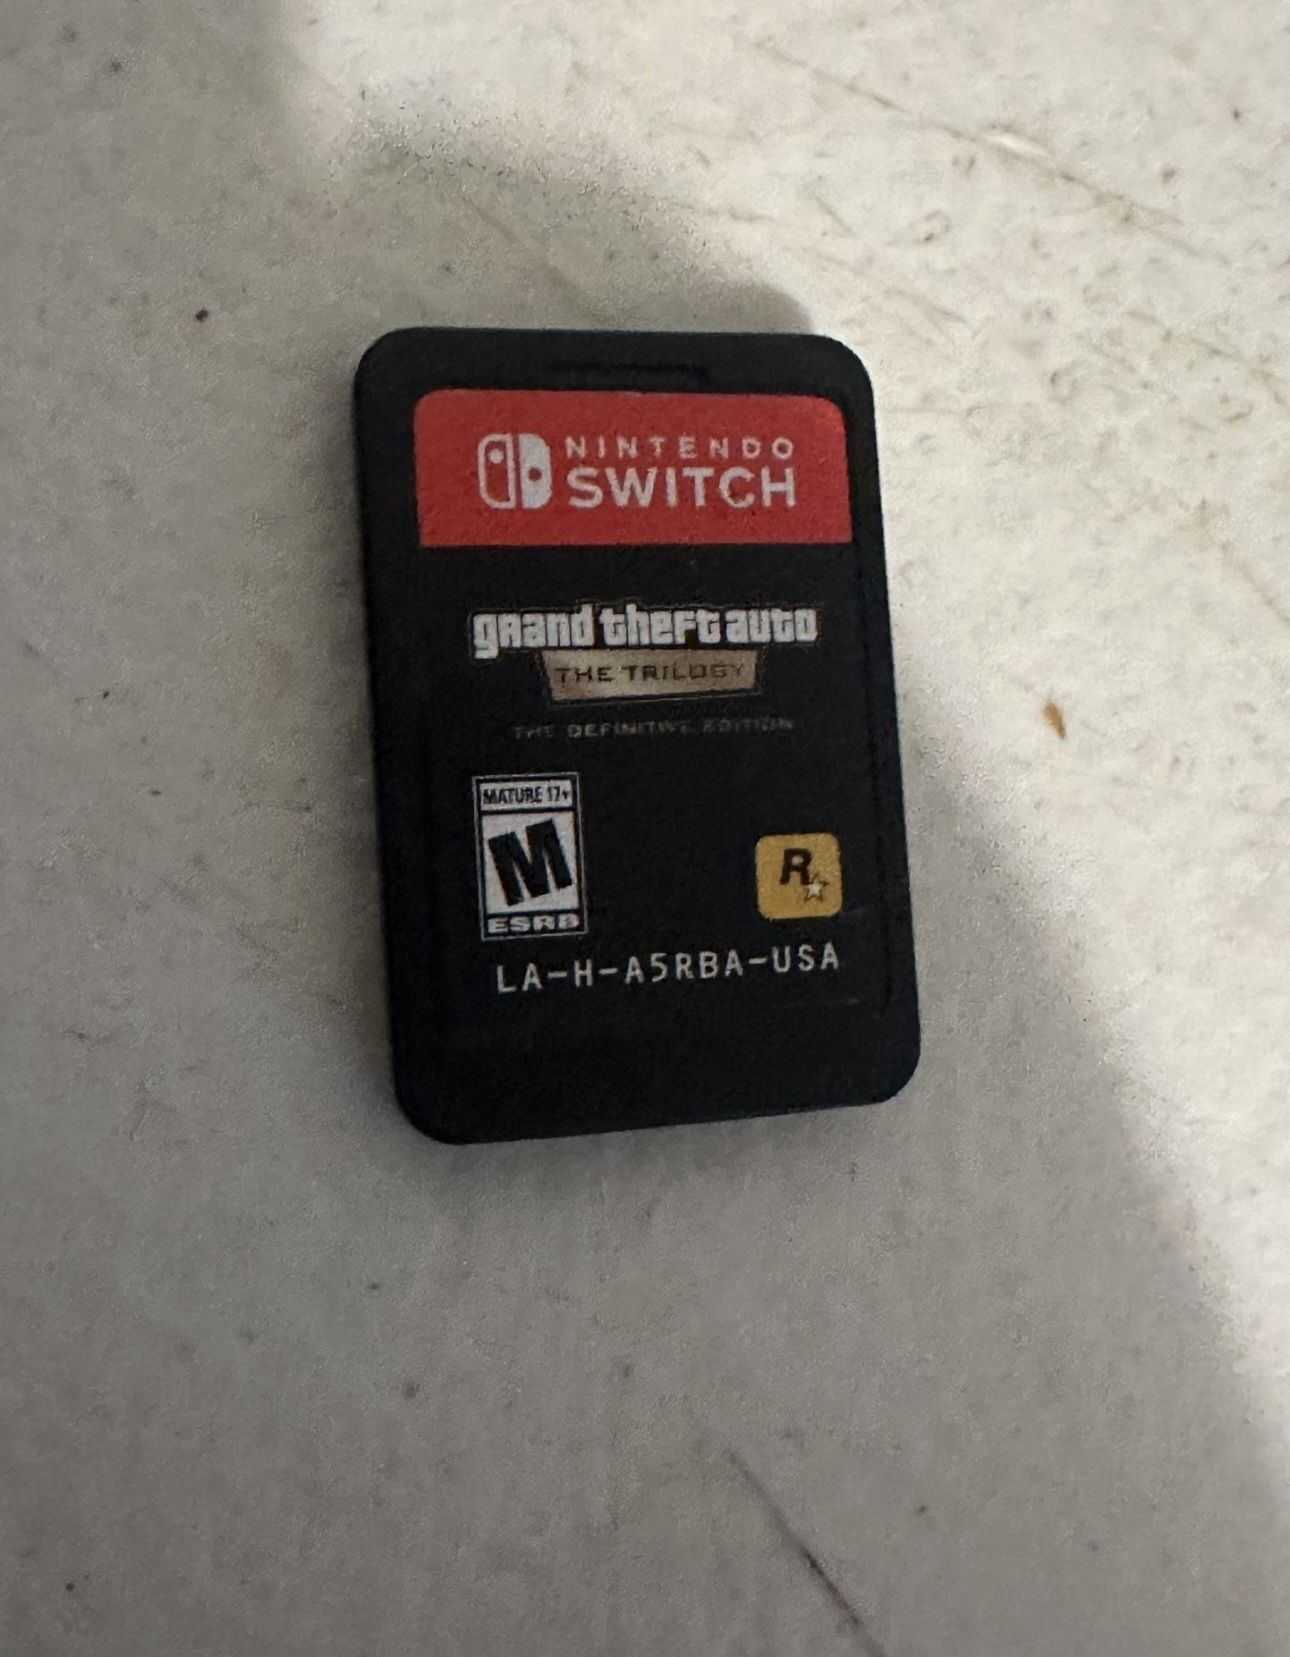 NINTENDO
SWITCH
grand theft auto
THE TRILOGY
THE DEFINITIVE EDITION
MATURE 17+
M
ESRB
R
LA-H-A5RBA-USA